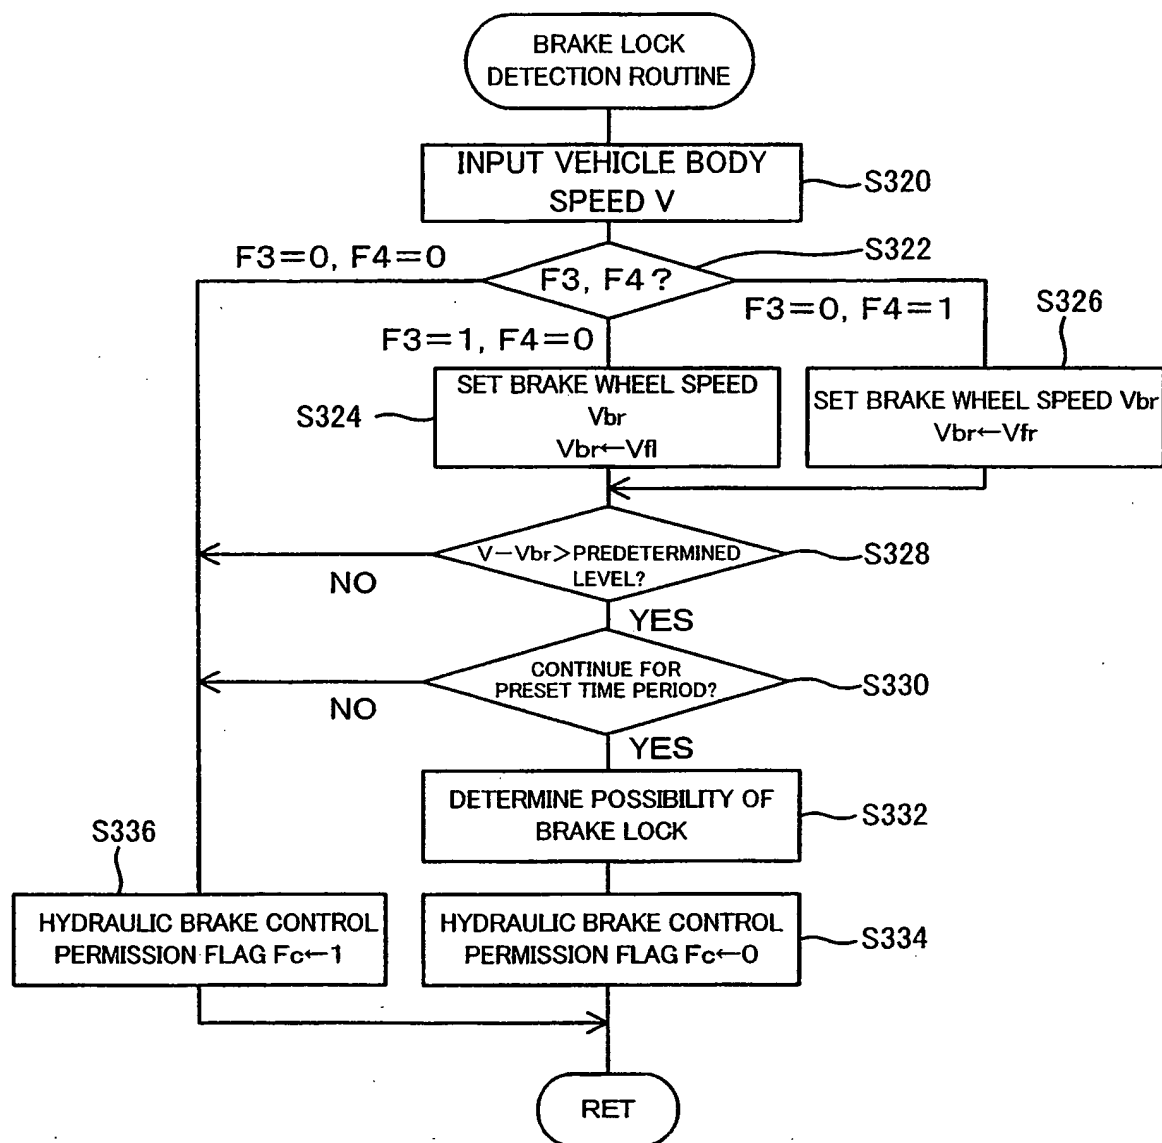 BRAKE LOCK
DETECTION ROUTINE
INPUT VEHICLE BODY
SPEED V
S320
S322
F3=0, F4=0
F3, F4?
F3=0, F4=1
S326
F3=1, F4=0
SET BRAKE WHEEL SPEED
Vbr
Vbr←Vfl
S324
SET BRAKE WHEEL SPEED Vbr
Vbr←Vfr
V−Vbr>PREDETERMINED
LEVEL?
S328
NO
YES
CONTINUE FOR
PRESET TIME PERIOD?
S330
NO
YES
DETERMINE POSSIBILITY OF
BRAKE LOCK
S332
S336
HYDRAULIC BRAKE CONTROL
PERMISSION FLAG Fc←1
HYDRAULIC BRAKE CONTROL
PERMISSION FLAG Fc←0
S334
RET